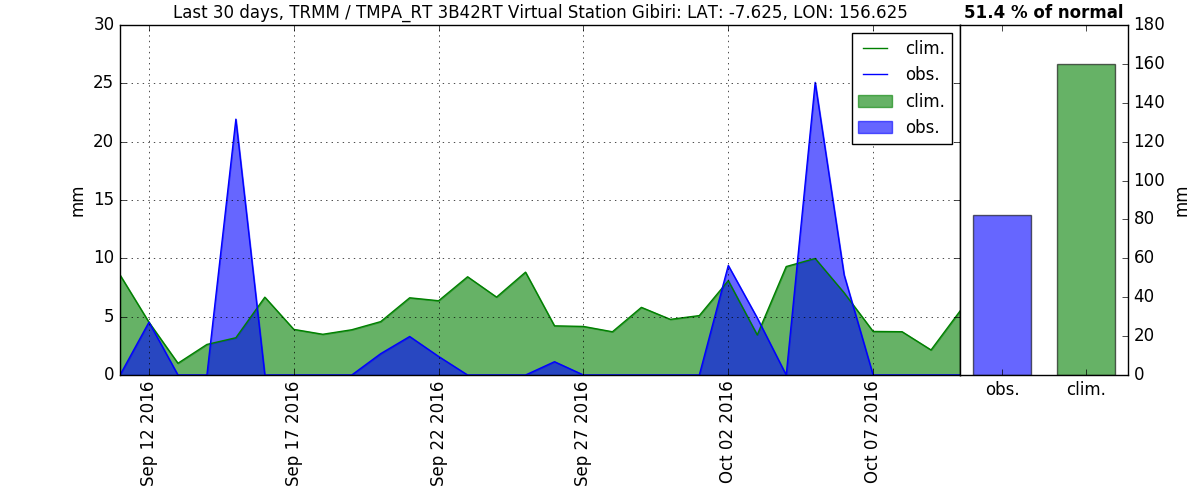 Last 30 days, TRMM / TMPA_RT 3B42RT Virtual Station Gibiri: LAT: -7.625, LON: 156.625
51.4 % of normal
30
25
20
15
10
5
0
mm
clim.
obs.
clim.
obs.
Sep 12 2016
Sep 17 2016
Sep 22 2016
Sep 27 2016
Oct 02 2016
Oct 07 2016
180
160
140
120
100
80
60
40
20
0
mm
obs.
clim.